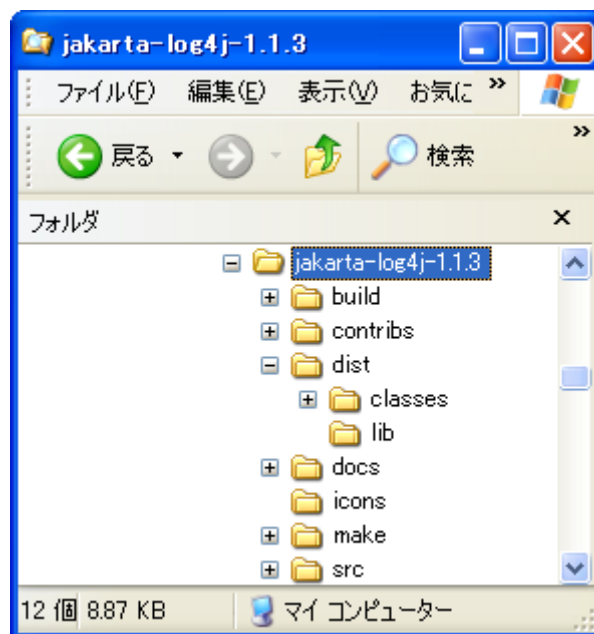 jakarta-log4j-1.1.3
ファイル(F) 編集(E) 表示(V) お気に »
戻る 検索 »
フォルダ ×
jakarta-log4j-1.1.3
build
contribs
dist
classes
lib
docs
icons
make
src
12 個 8.87 KB マイ コンピューター